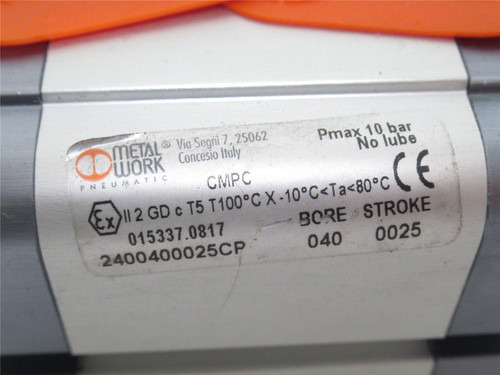 METAL® WORK
PNEUMATIC
Via Segni 7, 25062
Concesio Italy
Pmax 10 bar
No lube
CMPC
CE
Ex II 2 GD c T5 T100°C X -10°C<Ta<80°C
015337.0817
BORE STROKE
2400400025CP
040 0025